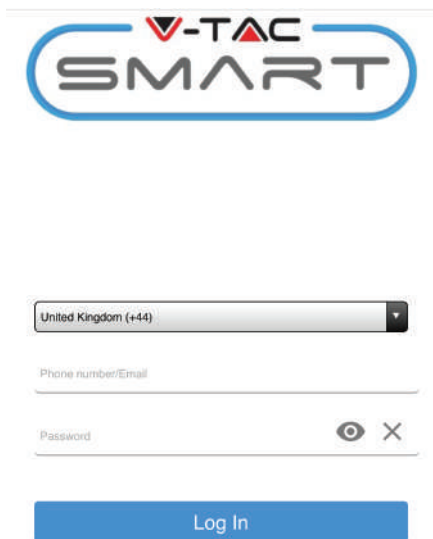 V-TAC
SMART
United Kingdom (+44)
Phone number/Email
Password
Log In